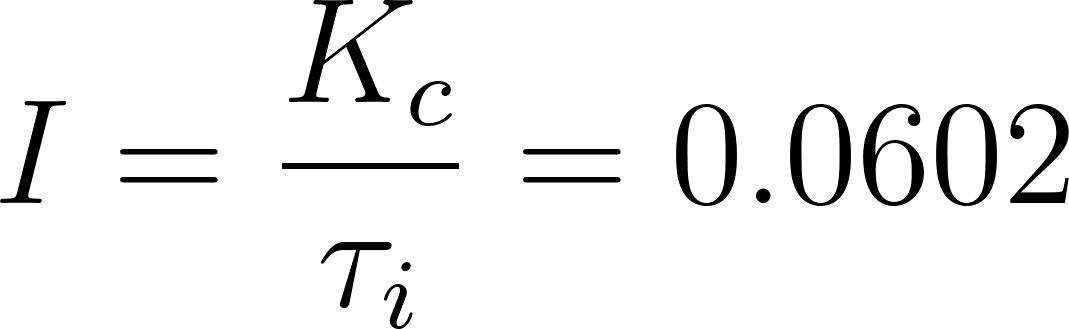 I = K_c / τ_i = 0.0602